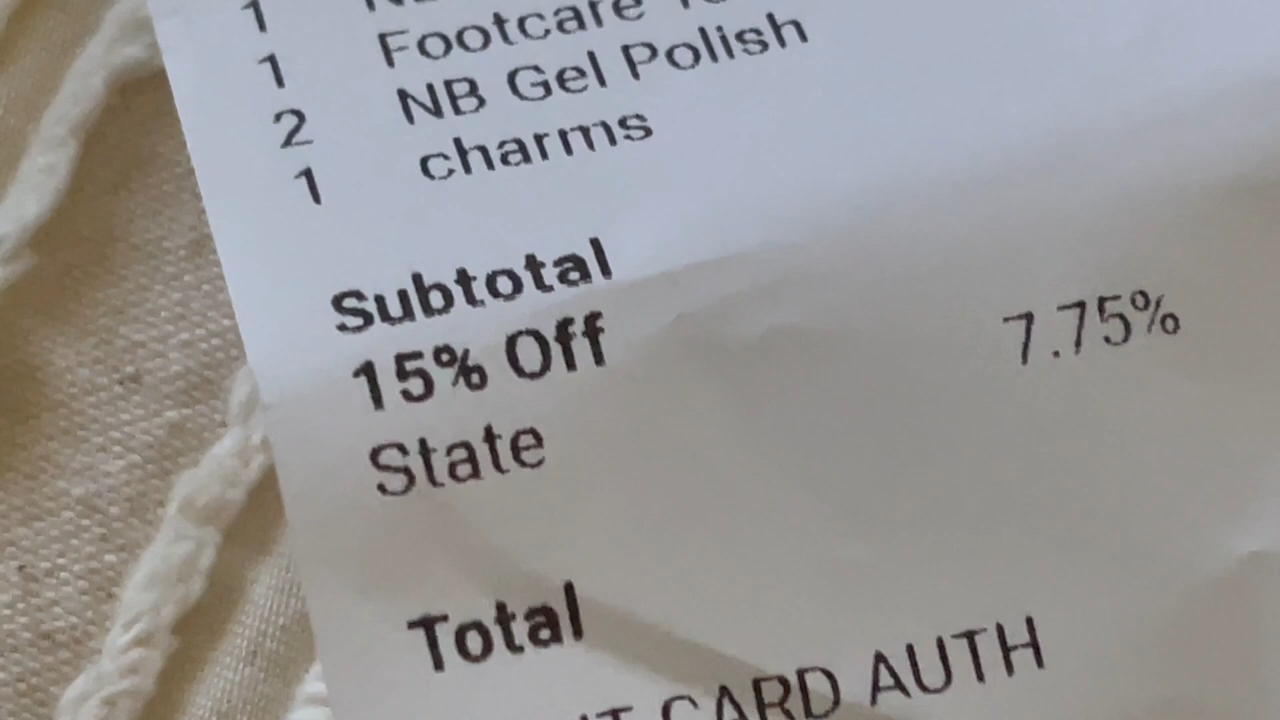 1
1 Footcare
2 NB Gel Polish
1 charms
Subtotal
15% Off
State 7.75%
Total
CARD AUTH